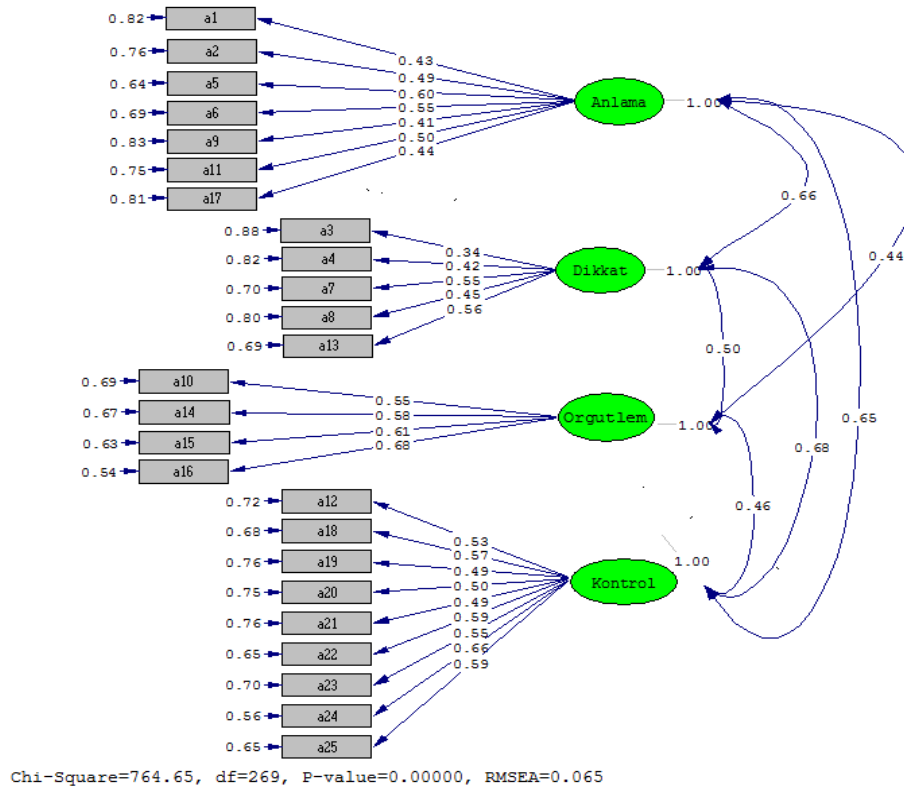 0.82 a1
0.43
0.76 a2
0.49
0.64 a5
0.60
0.69 a6
0.55
0.83 a9
0.41
0.75 a11
0.50
0.81 a17
0.44
Anlama 1.00
0.66
0.44
0.88 a3
0.34
0.82 a4
0.42
0.70 a7
0.55
0.80 a8
0.45
0.69 a13
0.56
Dikkat 1.00
0.50
0.65
0.69 a10
0.55
0.67 a14
0.58
0.63 a15
0.61
0.54 a16
0.68
Orgutlem 1.00
0.68
0.46
0.72 a12
0.53
0.68 a18
0.57
0.76 a19
0.49
0.75 a20
0.50
0.76 a21
0.49
0.65 a22
0.59
0.70 a23
0.55
0.56 a24
0.66
0.65 a25
0.59
1.00
Kontrol
Chi-Square=764.65, df=269, P-value=0.00000, RMSEA=0.065